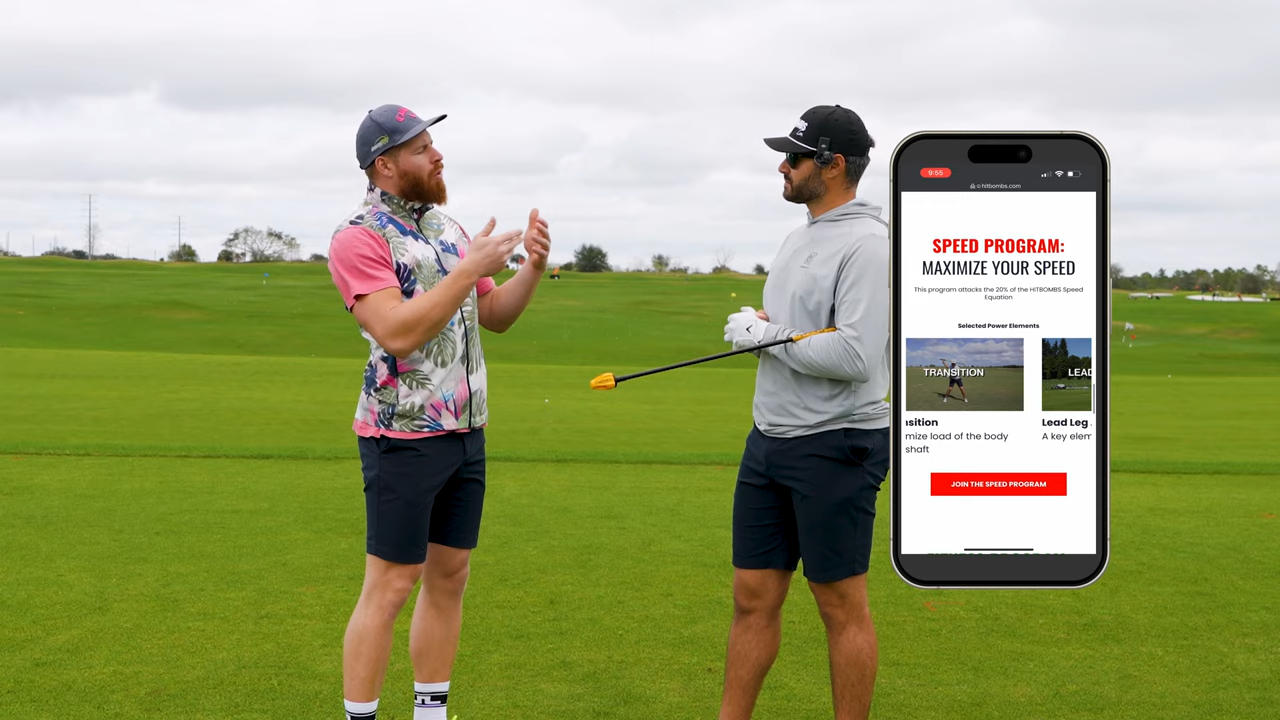 9:55
hitbombs.com
SPEED PROGRAM:
MAXIMIZE YOUR SPEED
This program attacks the 20% of the HITBOMBS Speed
Equation
Selected Power Elements
TRANSITION
LEAD
nsition
Lead Leg
mize load of the body
A key elem
shaft
JOIN THE SPEED PROGRAM